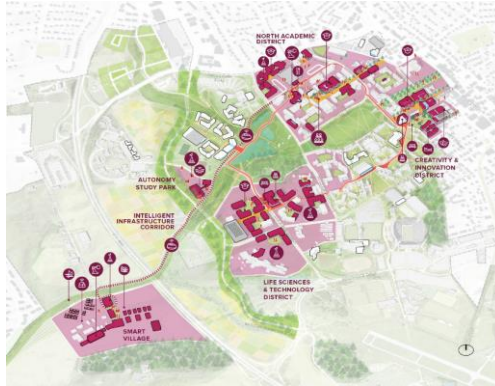 NORTH ACADEMIC
DISTRICT
CREATIVITY &
INNOVATION
DISTRICT
AUTONOMY
STUDY PARK
INTELLIGENT
INFRASTRUCTURE
CORRIDOR
LIFE SCIENCES
& TECHNOLOGY
DISTRICT
SMART
VILLAGE